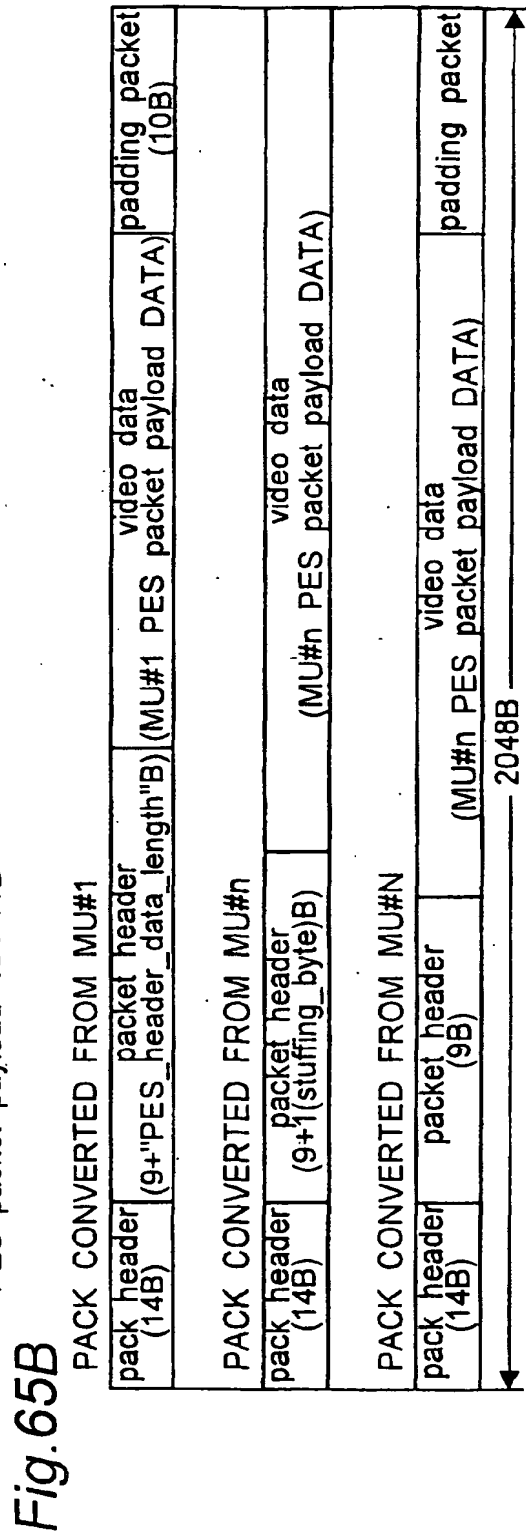 Fig.65B
PACK CONVERTED FROM MU#1
pack header
(14B)
packet header
(9+"PES_header_data_length"B)
video data
(MU#1 PES packet payload DATA)
padding packet
(10B)
PACK CONVERTED FROM MU#n
pack header
(14B)
packet header
(9+1(stuffing_byte)B)
video data
(MU#n PES packet payload DATA)
PACK CONVERTED FROM MU#N
pack header
(14B)
packet header
(9B)
video data
(MU#n PES packet payload DATA)
padding packet
2048B